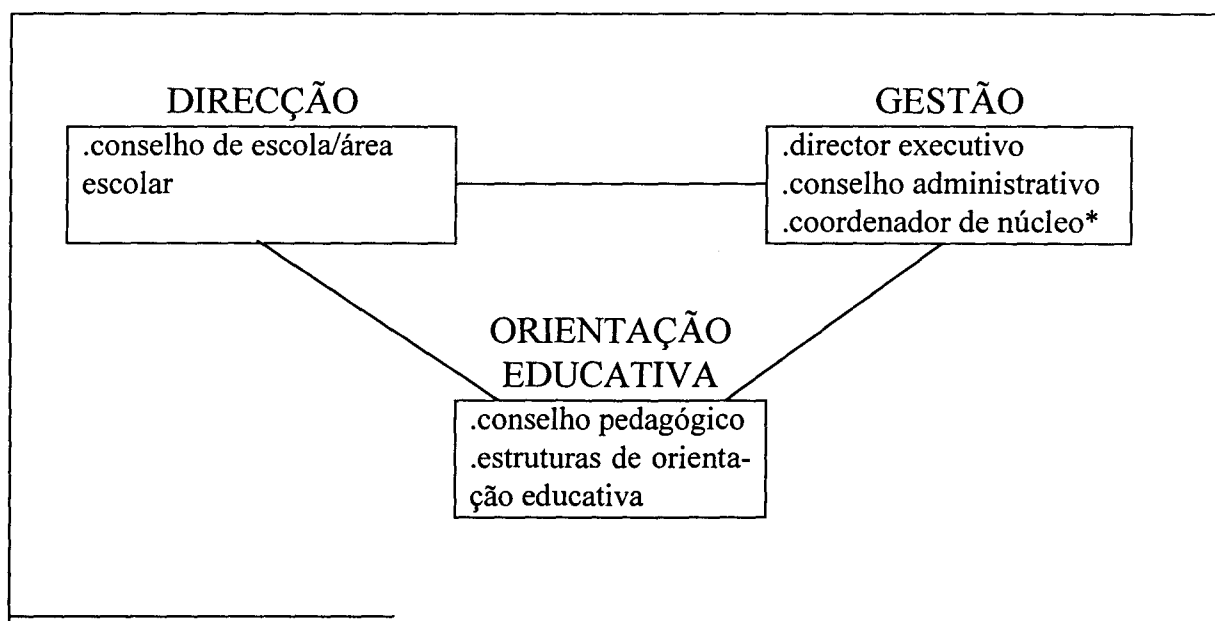 DIRECÇÃO
.conselho de escola/área
escolar
GESTÃO
.director executivo
.conselho administrativo
.coordenador de núcleo*
ORIENTAÇÃO
EDUCATIVA
.conselho pedagógico
.estruturas de orienta-
ção educativa